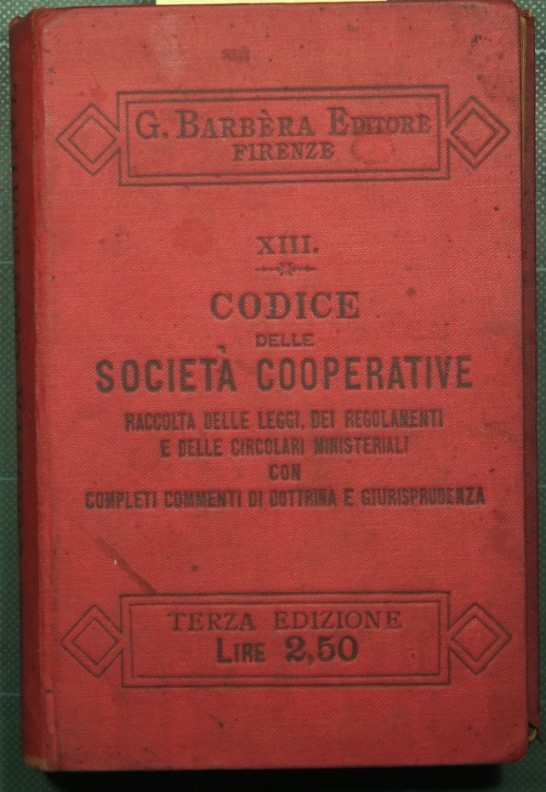 G. BARBÈRA EDITORE
FIRENZE
XIII.
CODICE
DELLE
SOCIETÀ COOPERATIVE
RACCOLTA DELLE LEGGI, DEI REGOLAMENTI
E DELLE CIRCOLARI MINISTERIALI
CON
COMPLETI COMMENTI DI DOTTRINA E GIURISPRUDENZA
TERZA EDIZIONE
LIRE 2,50